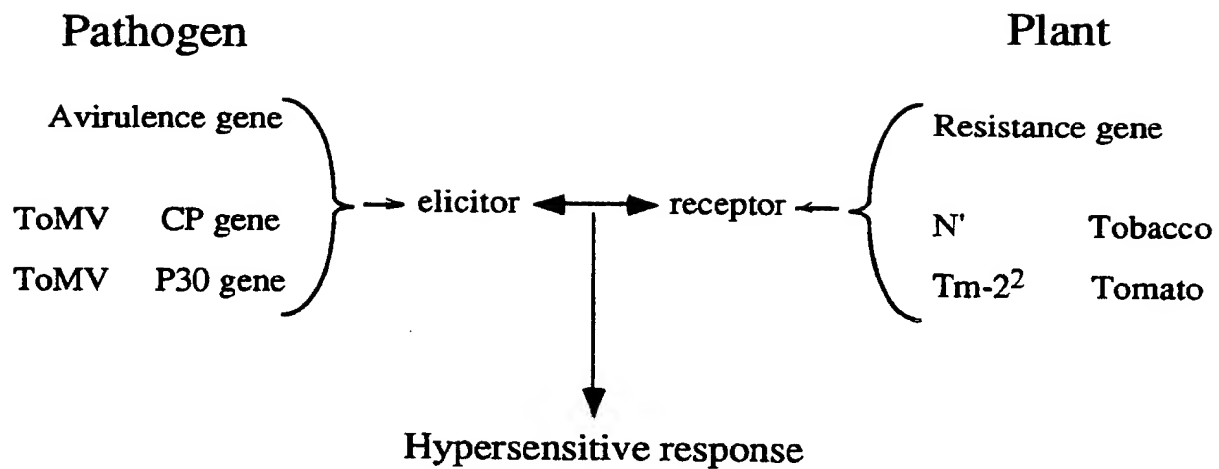 Pathogen Plant
Avirulence gene Resistance gene
elicitor receptor
ToMV CP gene N' Tobacco
ToMV P30 gene Tm-2² Tomato
Hypersensitive response